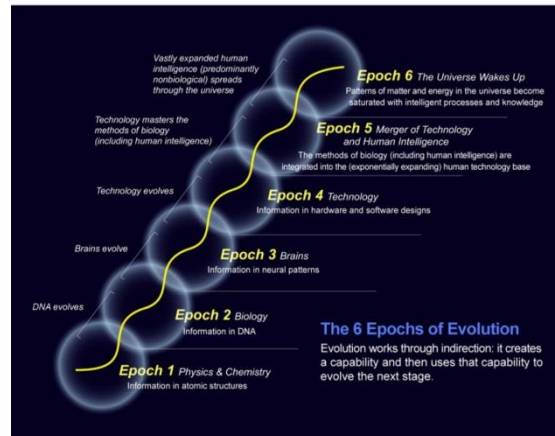 Vastly expanded human
intelligence (predominantly
nonbiological) spreads
through the universe
Epoch 6 The Universe Wakes Up
Patterns of matter and energy in the universe become
saturated with intelligent processes and knowledge
Technology masters the
methods of biology
(including human intelligence)
Epoch 5 Merger of Technology
and Human Intelligence
The methods of biology (including human intelligence) are
integrated into the (exponentially expanding) human technology base
Technology evolves
Epoch 4 Technology
Information in hardware and software designs
Brains evolve
Epoch 3 Brains
Information in neural patterns
DNA evolves
Epoch 2 Biology
Information in DNA
Epoch 1 Physics & Chemistry
Information in atomic structures
The 6 Epochs of Evolution
Evolution works through indirection: it creates
a capability and then uses that capability to
evolve the next stage.